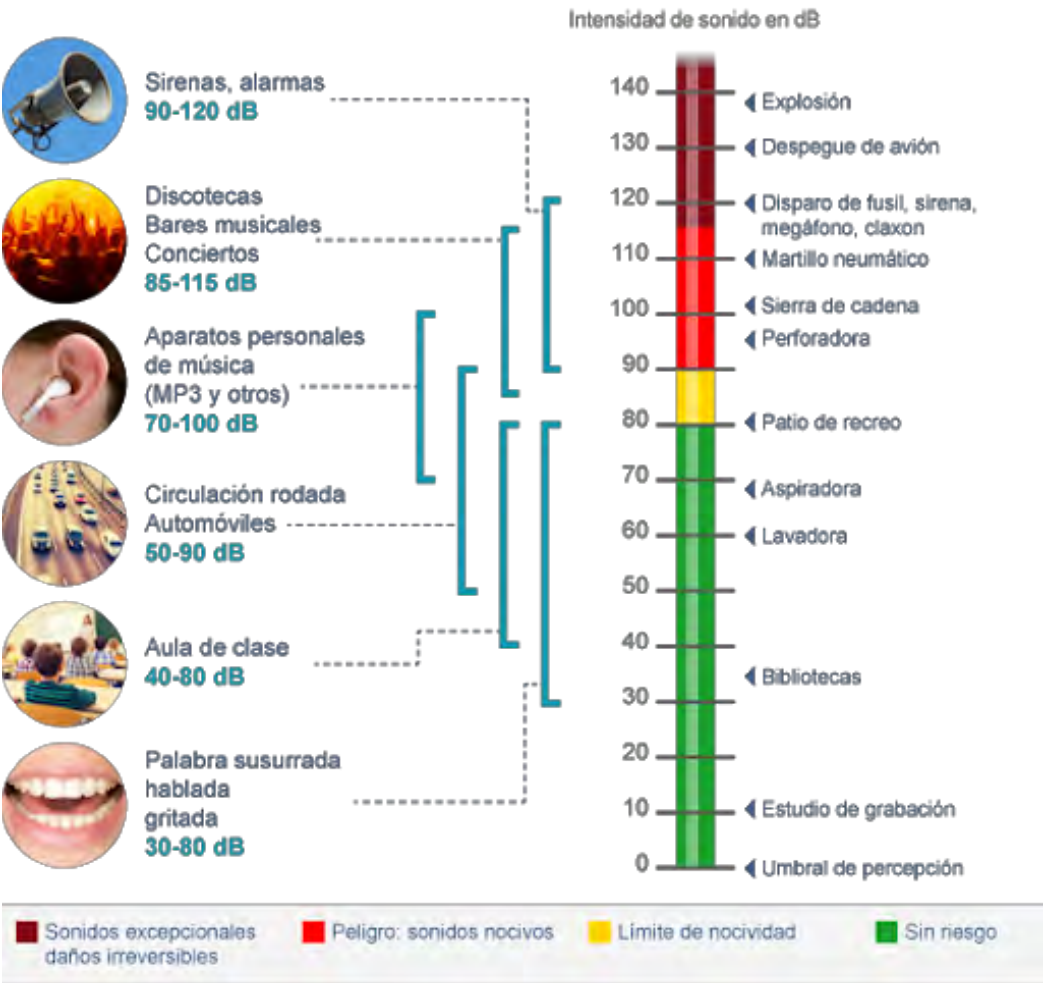 Intensidad de sonido en dB
Sirenas, alarmas
90-120 dB
Discotecas
Bares musicales
Conciertos
85-115 dB
Aparatos personales
de música
(MP3 y otros)
70-100 dB
Circulación rodada
Automóviles
50-90 dB
A
Aula de clase
40-80 dB
Palabra susurrada
hablada
gritada
30-80 dB
140
Explosión
130
Despegue de avión
120
Disparo de fusil, sirena,
megáfono, claxon
110
Martillo neumático
100
Sierra de cadena
Perforadora
90
80
Patio de recreo
70
Aspiradora
60
Lavadora
50
40
Bibliotecas
30
20
10
Estudio de grabación
0
Umbral de percepción
Sonidos excepcionales
daños irreversibles
Peligro: sonidos nocivos
Límite de nocividad
Sin riesgo